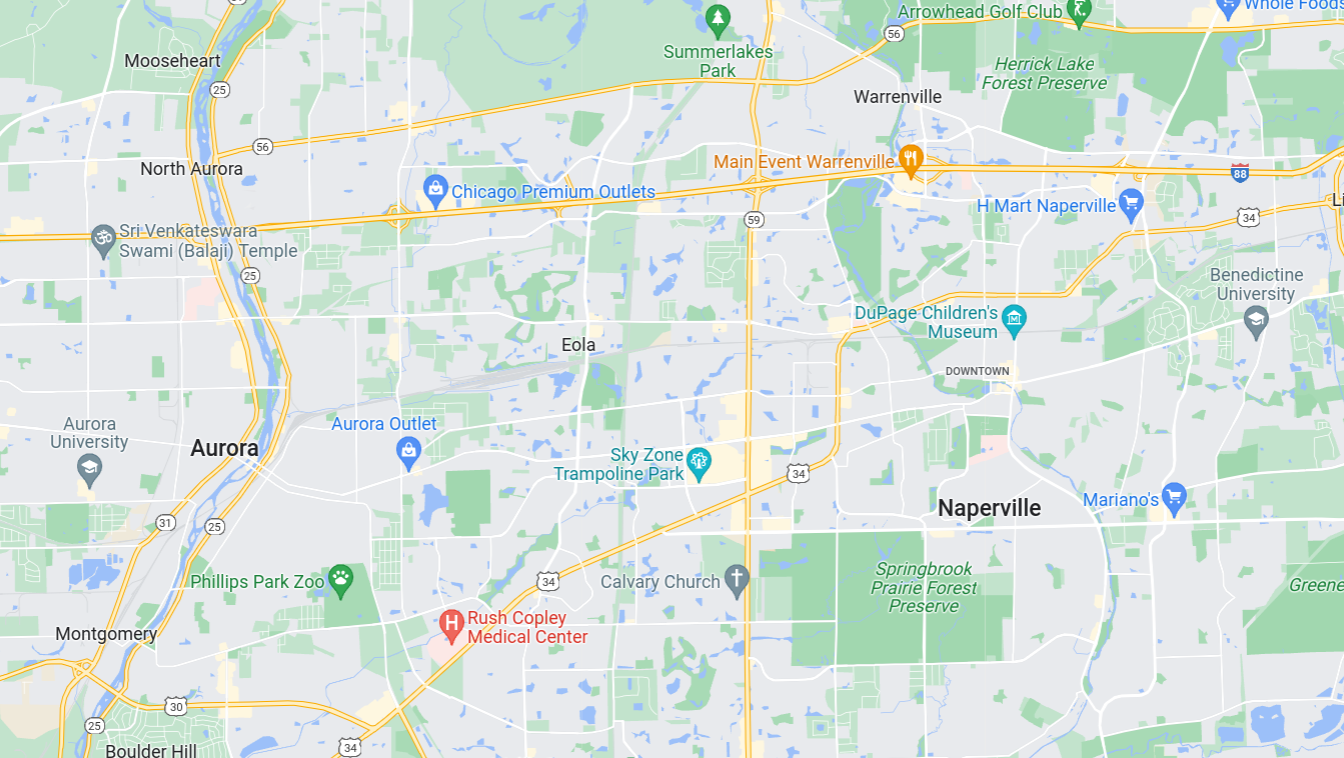 Arrowhead Golf Club
Whole Foods
56
Summerlakes
Park
Mooseheart
Herrick Lake
Forest Preserve
25
Warrenville
56
North Aurora
Main Event Warrenville
88
Chicago Premium Outlets
H Mart Naperville
59
34
Sri Venkateswara
Swami (Balaji) Temple
25
Benedictine
University
DuPage Children's
Museum
Eola
DOWNTOWN
Aurora
University
Aurora Outlet
Aurora
Sky Zone
Trampoline Park
34
Mariano's
Naperville
31
25
Phillips Park Zoo
34
Calvary Church
Springbrook
Prairie Forest
Preserve
Greene
H
Rush Copley
Medical Center
Montgomery
30
25
34
Boulder Hill